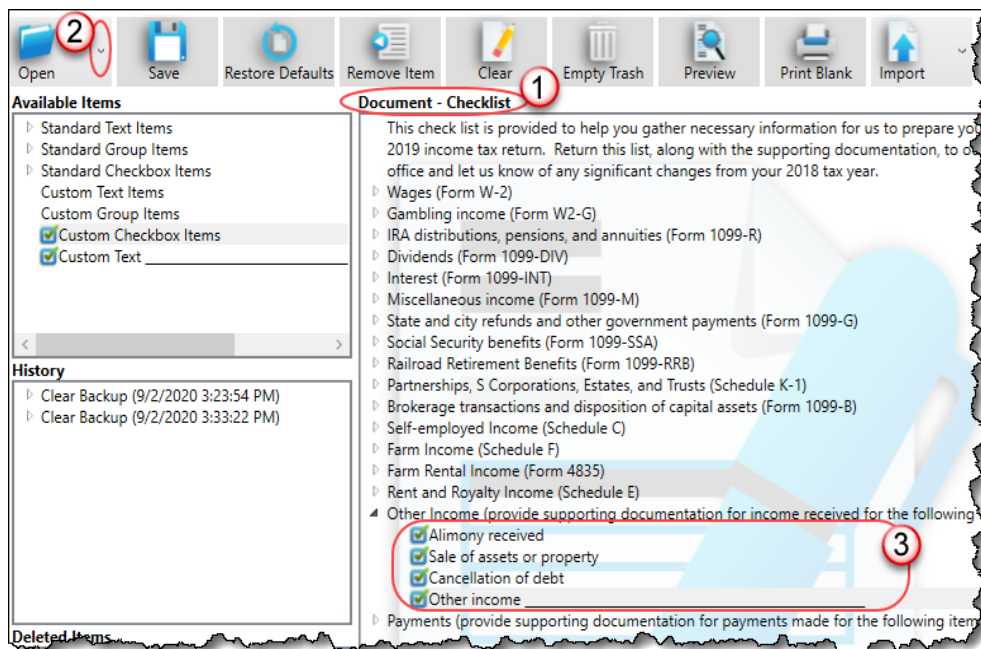 2
Open
Save
Restore Defaults
Remove Item
Clear
Empty Trash
Preview
Print Blank
Import
1
Available Items
Standard Text Items
Standard Group Items
Standard Checkbox Items
Custom Text Items
Custom Group Items
Custom Checkbox Items
Custom Text ____________________
History
Clear Backup (9/2/2020 3:23:54 PM)
Clear Backup (9/2/2020 3:33:22 PM)
Deleted Items
Document - Checklist
This check list is provided to help you gather necessary information for us to prepare
2019 income tax return. Return this list, along with the supporting documentation, to
office and let us know of any significant changes from your 2018 tax year.
Wages (Form W-2)
Gambling income (Form W2-G)
IRA distributions, pensions, and annuities (Form 1099-R)
Dividends (Form 1099-DIV)
Interest (Form 1099-INT)
Miscellaneous income (Form 1099-M)
State and city refunds and other government payments (Form 1099-G)
Social Security benefits (Form 1099-SSA)
Railroad Retirement Benefits (Form 1099-RRB)
Partnerships, S Corporations, Estates, and Trusts (Schedule K-1)
Brokerage transactions and disposition of capital assets (Form 1099-B)
Self-employed Income (Schedule C)
Farm Income (Schedule F)
Farm Rental Income (Form 4835)
Rent and Royalty Income (Schedule E)
Other Income (provide supporting documentation for income received for the following
Alimony received
Sale of assets or property
Cancellation of debt
Other income ____________________
3
Payments (provide supporting documentation for payments made for the following item